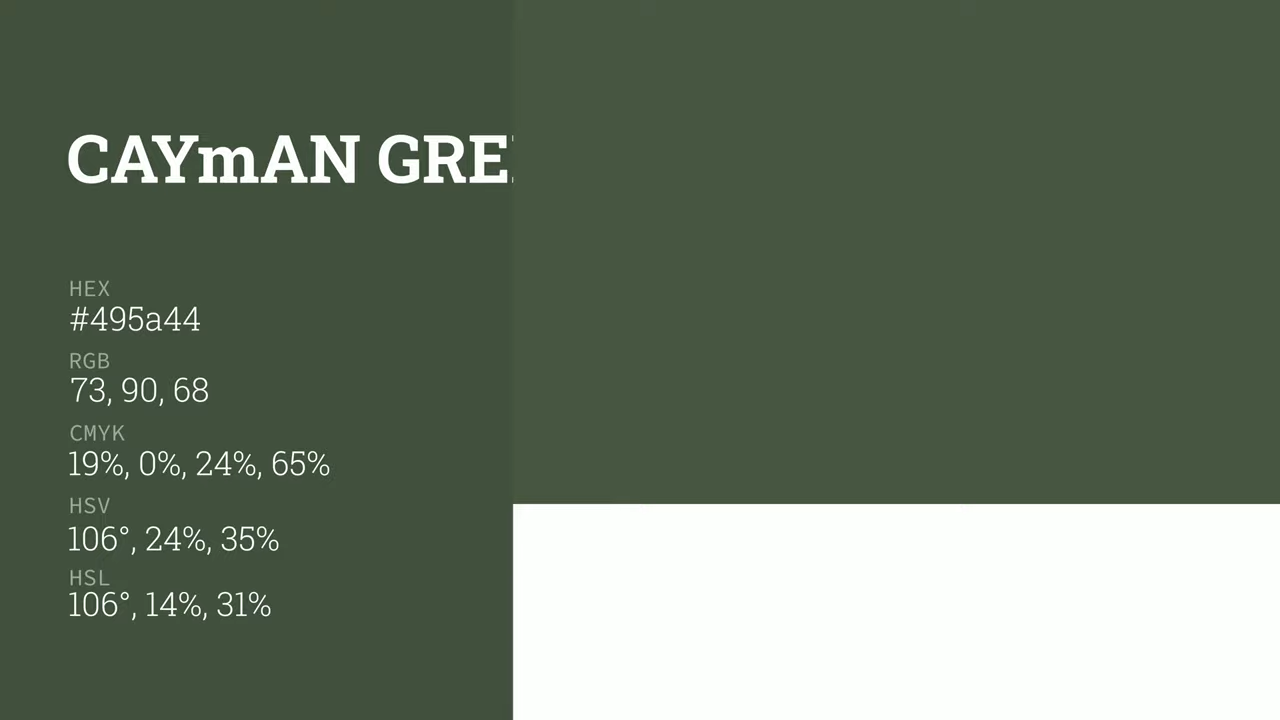 CAYmAN GRE
HEX
#495a44
RGB
73, 90, 68
CMYK
19%, 0%, 24%, 65%
HSV
106°, 24%, 35%
HSL
106°, 14%, 31%